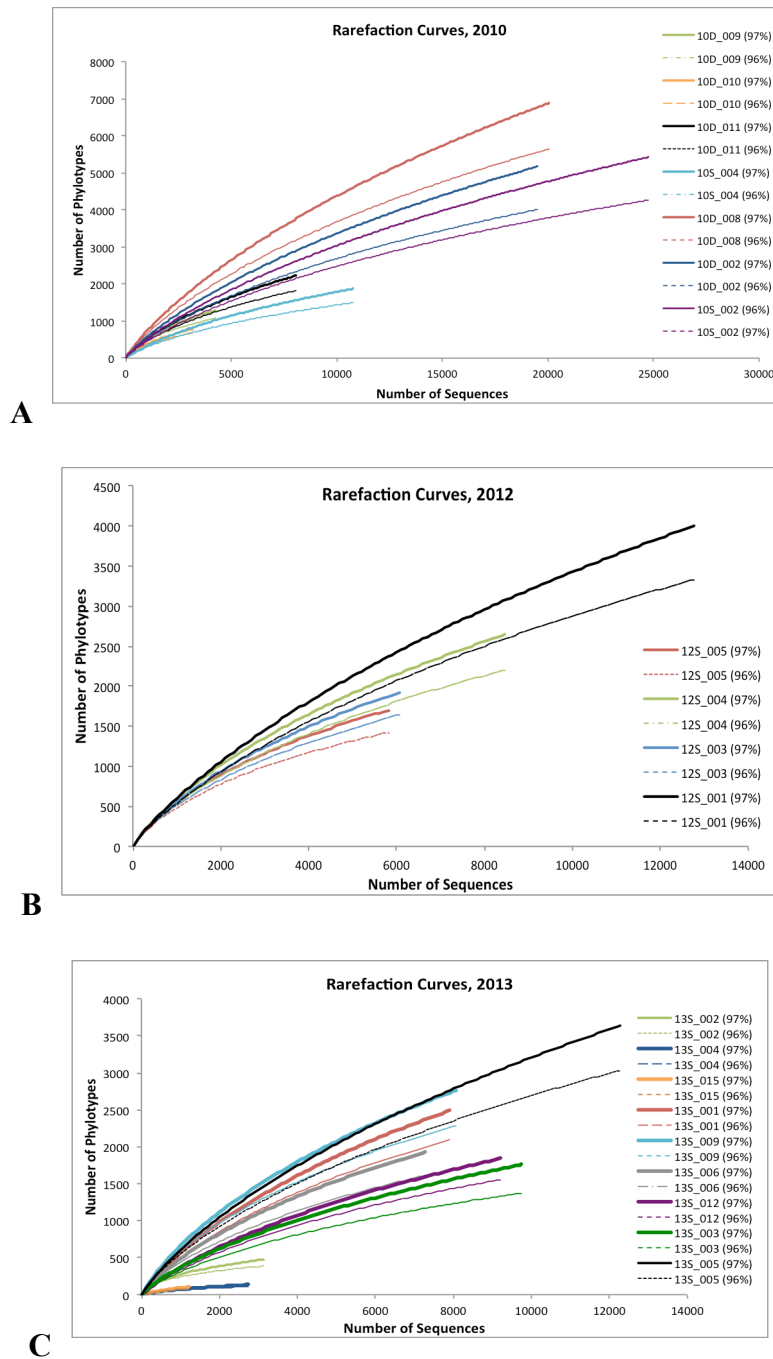 Rarefaction Curves, 2010
Number of Phylotypes
8000
7000
6000
5000
4000
3000
2000
1000
0
0 5000 10000 15000 20000 25000 30000
Number of Sequences
10D_009 (97%)
10D_009 (96%)
10D_010 (97%)
10D_010 (96%)
10D_011 (97%)
10D_011 (96%)
10S_004 (97%)
10S_004 (96%)
10D_008 (97%)
10D_008 (96%)
10D_002 (97%)
10D_002 (96%)
10S_002 (96%)
10S_002 (97%)
A
Rarefaction Curves, 2012
Number of Phylotypes
4500
4000
3500
3000
2500
2000
1500
1000
500
0
0 2000 4000 6000 8000 10000 12000 14000
Number of Sequences
12S_005 (97%)
12S_005 (96%)
12S_004 (97%)
12S_004 (96%)
12S_003 (97%)
12S_003 (96%)
12S_001 (97%)
12S_001 (96%)
B
Rarefaction Curves, 2013
Number of Phylotypes
4000
3500
3000
2500
2000
1500
1000
500
0
0 2000 4000 6000 8000 10000 12000 14000
Number of Sequences
13S_002 (97%)
13S_002 (96%)
13S_004 (97%)
13S_004 (96%)
13S_015 (97%)
13S_015 (96%)
13S_001 (97%)
13S_001 (96%)
13S_009 (97%)
13S_009 (96%)
13S_006 (97%)
13S_006 (96%)
13S_012 (97%)
13S_012 (96%)
13S_003 (97%)
13S_003 (96%)
13S_005 (97%)
13S_005 (96%)
C